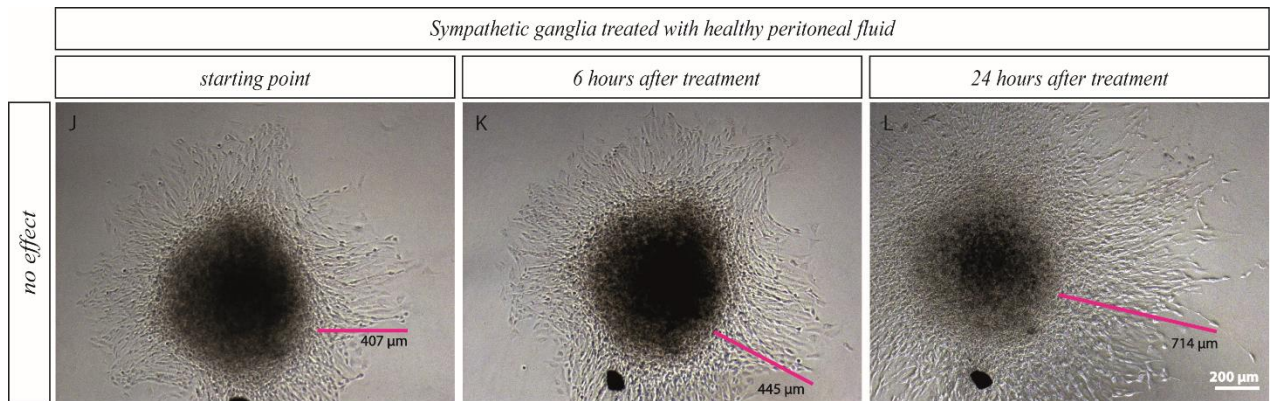 Sympathetic ganglia treated with healthy peritoneal fluid
starting point
6 hours after treatment
24 hours after treatment
no effect
J
407 µm
K
445 µm
L
714 µm
200 µm